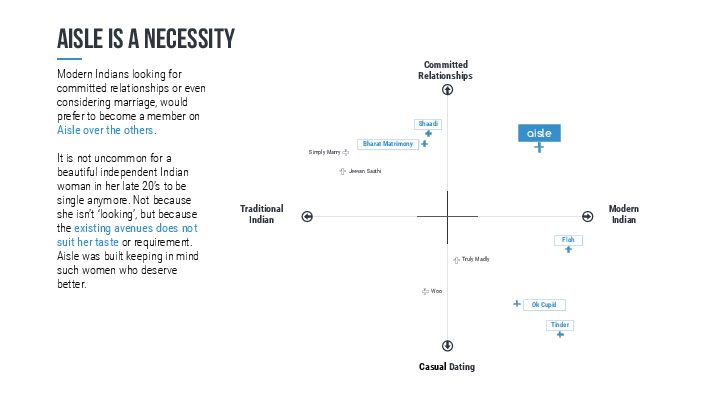 AISLE IS A NECESSITY
Modern Indians looking for
committed relationships or even
considering marriage, would
prefer to become a member on
Aisle over the others.
It is not uncommon for a
beautiful independent Indian
woman in her late 20's to be
single anymore. Not because
she isn't 'looking', but because
the existing avenues does not
suit her taste or requirement.
Aisle was built keeping in mind
such women who deserve
better.
Committed
Relationships
Shaadi
aisle
Bharat Matrimony
Simply Marry
Jeevan Saathi
Traditional
Indian
Modern
Indian
Floh
Truly Madly
Woo
Ok Cupid
Tinder
Casual Dating